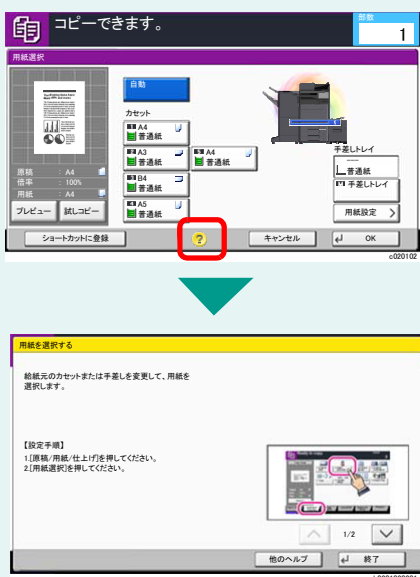 コピーできます。
部数
1
用紙選択
自動
カセット
A4
普通紙
A3
普通紙
A4
普通紙
B4
普通紙
A5
普通紙
手差しトレイ
普通紙
手差しトレイ
用紙設定
原稿 : A4
倍率 : 100%
用紙 : A4
プレビュー
試しコピー
ショートカットに登録
?
キャンセル
OK
c020102
用紙を選択する
給紙元のカセットまたは手差しを変更して、用紙を
選択します。
【設定手順】
1.[原稿/用紙/仕上げ]を押してください。
2.[用紙選択]を押してください。
1/2
他のヘルプ
終了